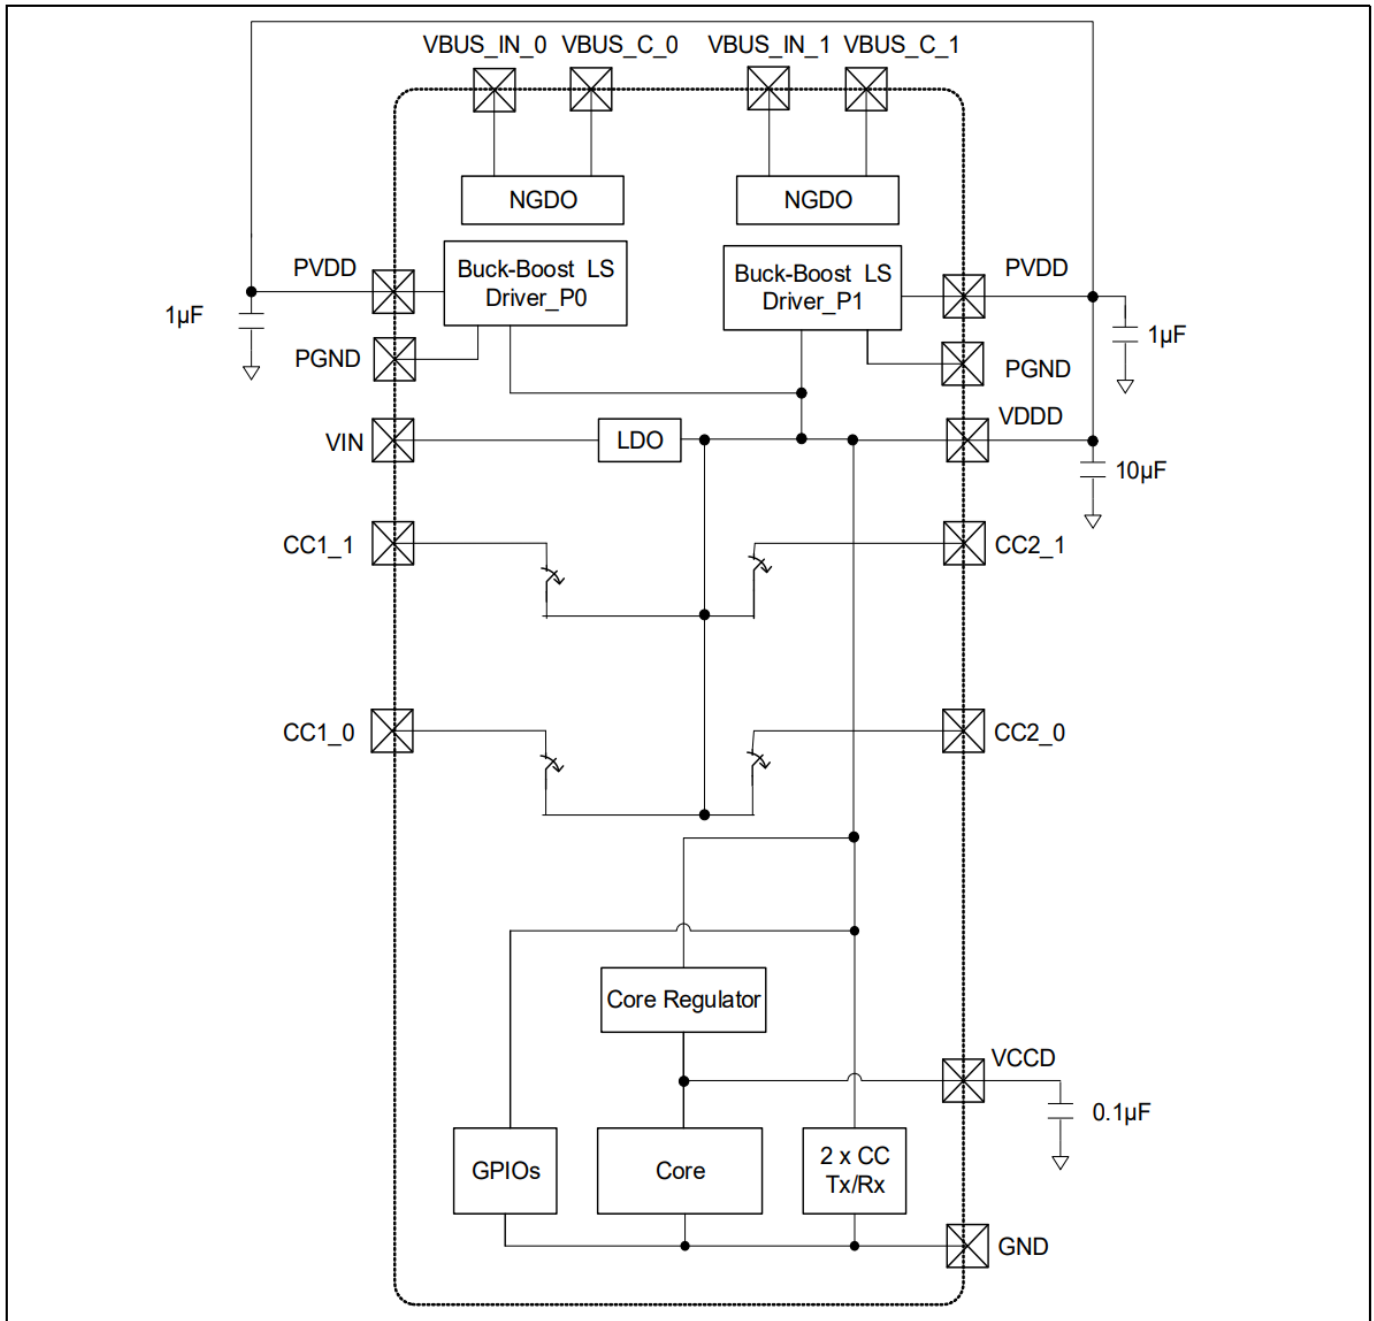 VBUS_IN_0
VBUS_C_0
VBUS_IN_1
VBUS_C_1
NGDO
NGDO
PVDD
Buck-Boost LS
Driver_P0
Buck-Boost LS
Driver_P1
PVDD
1µF
1µF
PGND
PGND
VIN
LDO
VDDD
10µF
CC1_1
CC2_1
CC1_0
CC2_0
Core Regulator
VCCD
0.1µF
GPIOs
Core
2 x CC
Tx/Rx
GND